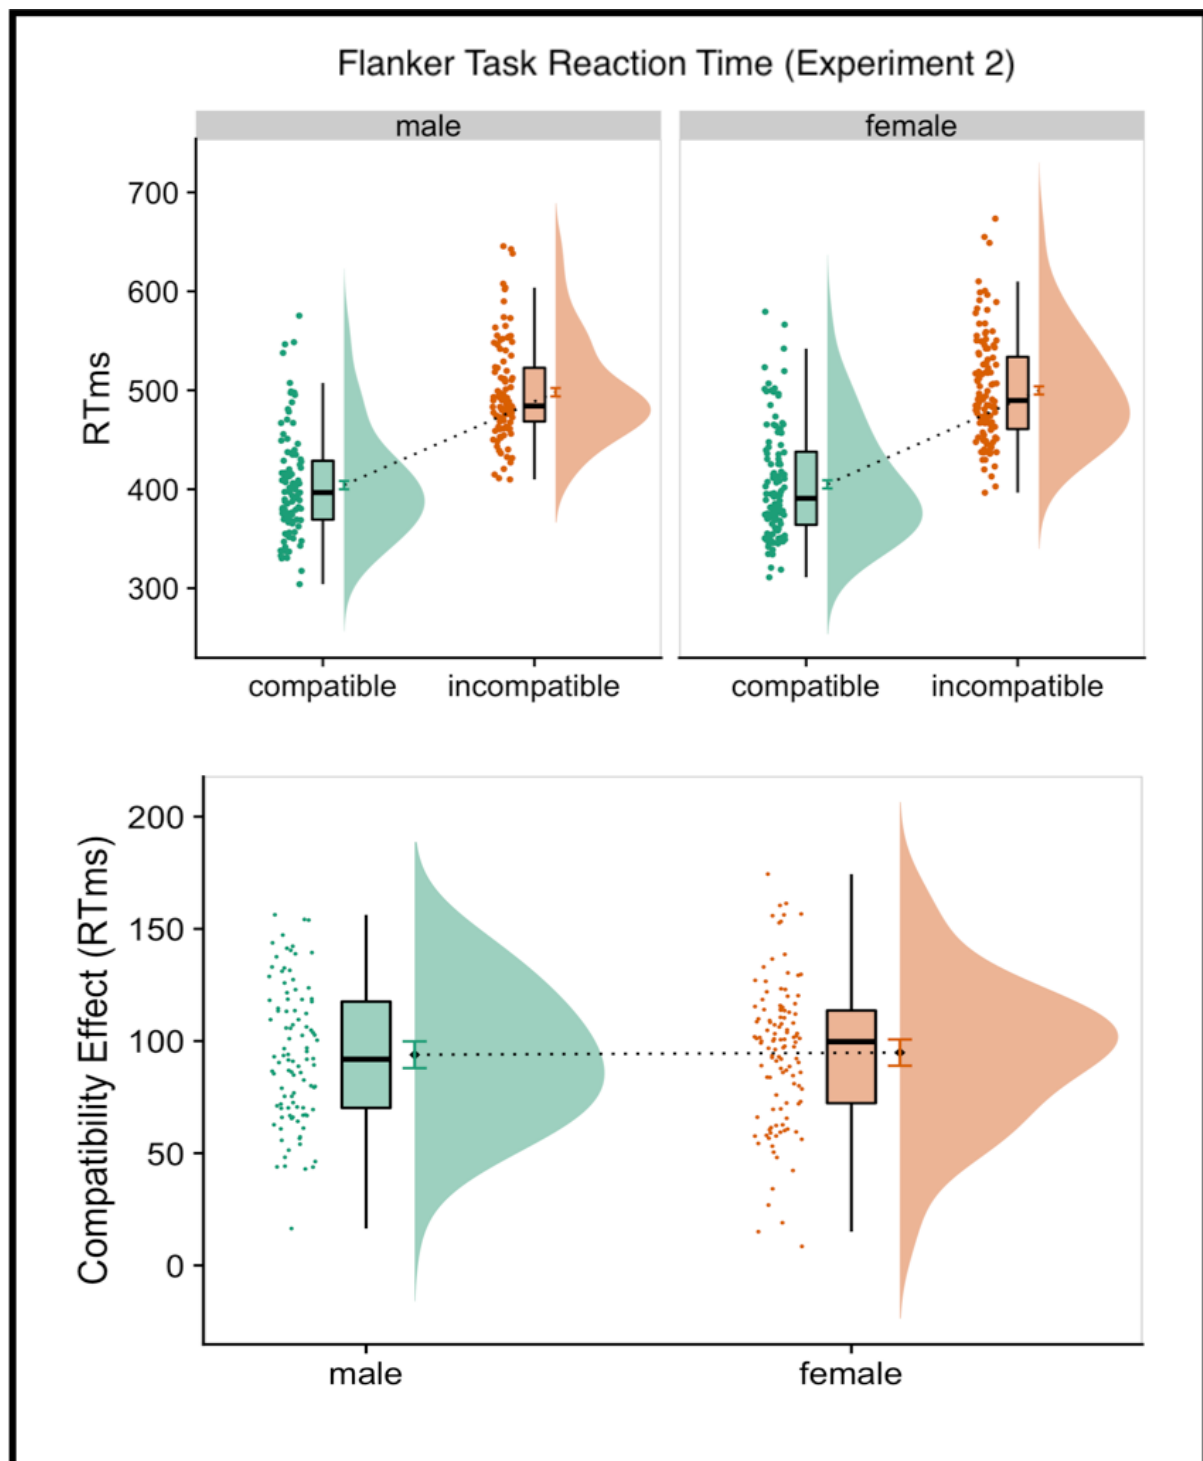 Flanker Task Reaction Time (Experiment 2)
male female
700
600
500
400
300
RTms
compatible incompatible compatible incompatible
200
150
100
50
0
Compatibility Effect (RTms)
male female